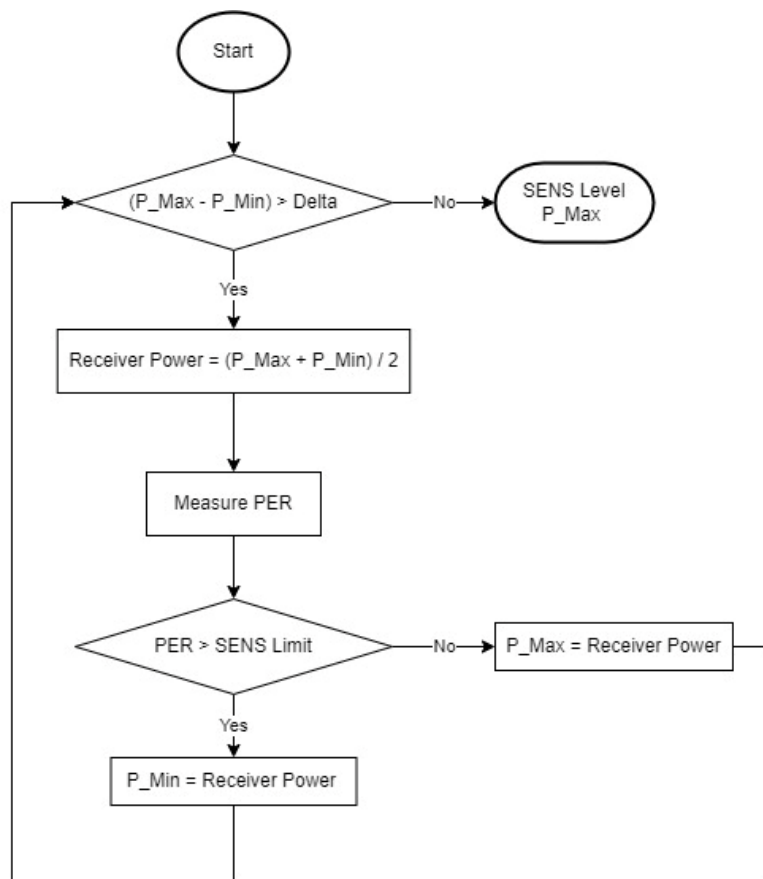 Start
(P_Max - P_Min) > Delta
No
SENS Level
P_Max
Yes
Receiver Power = (P_Max + P_Min) / 2
Measure PER
PER > SENS Limit
No
P_Max = Receiver Power
Yes
P_Min = Receiver Power